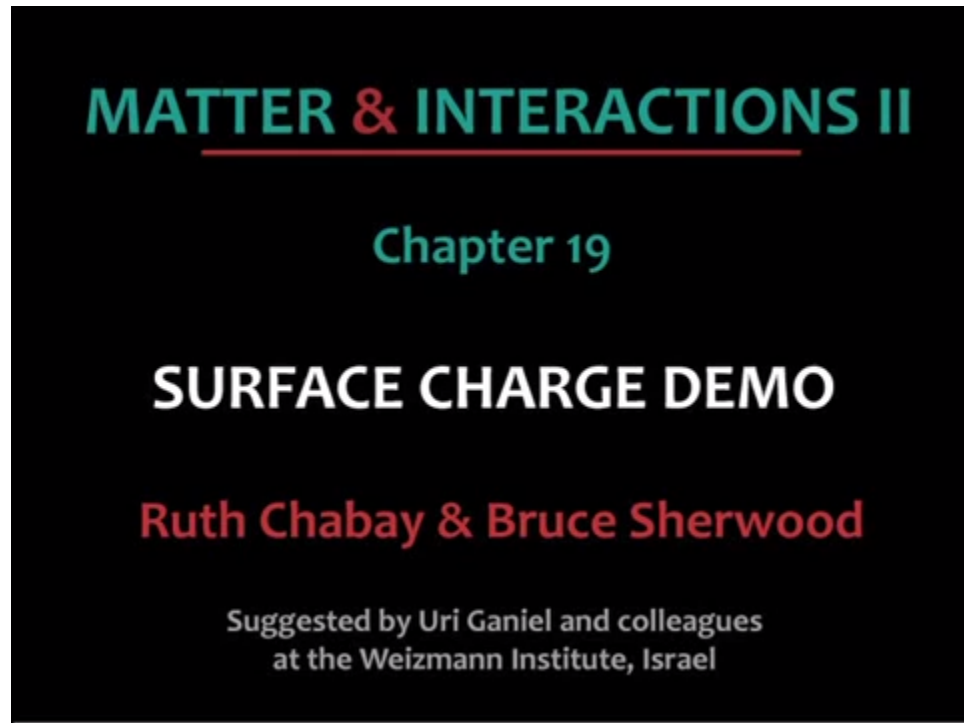 MATTER & INTERACTIONS II
Chapter 19
SURFACE CHARGE DEMO
Ruth Chabay & Bruce Sherwood
Suggested by Uri Ganiel and colleagues
at the Weizmann Institute, Israel